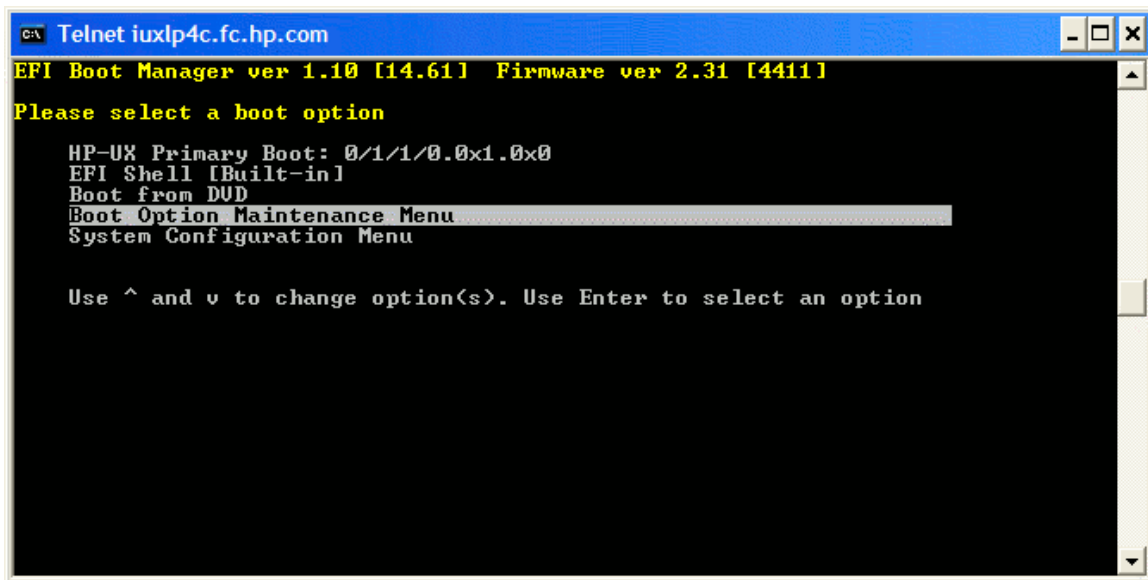 Telnet iuxlp4c.fc.hp.com
EFI Boot Manager ver 1.10 [14.61]  Firmware ver 2.31 [4411]
Please select a boot option
HP-UX Primary Boot: 0/1/1/0.0x1.0x0
EFI Shell [Built-in]
Boot from DVD
Boot Option Maintenance Menu
System Configuration Menu
Use ^ and v to change option(s). Use Enter to select an option